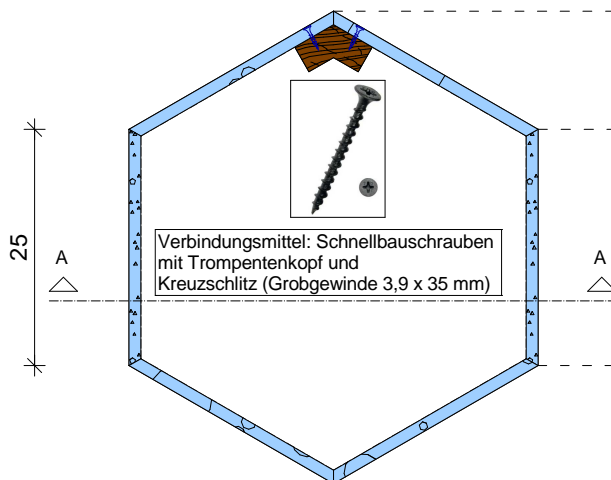 25
A
A
Verbindungsmittel: Schnellbauschrauben
mit Trompentenkopf und
Kreuzschlitz (Grobgewinde 3,9 x 35 mm)